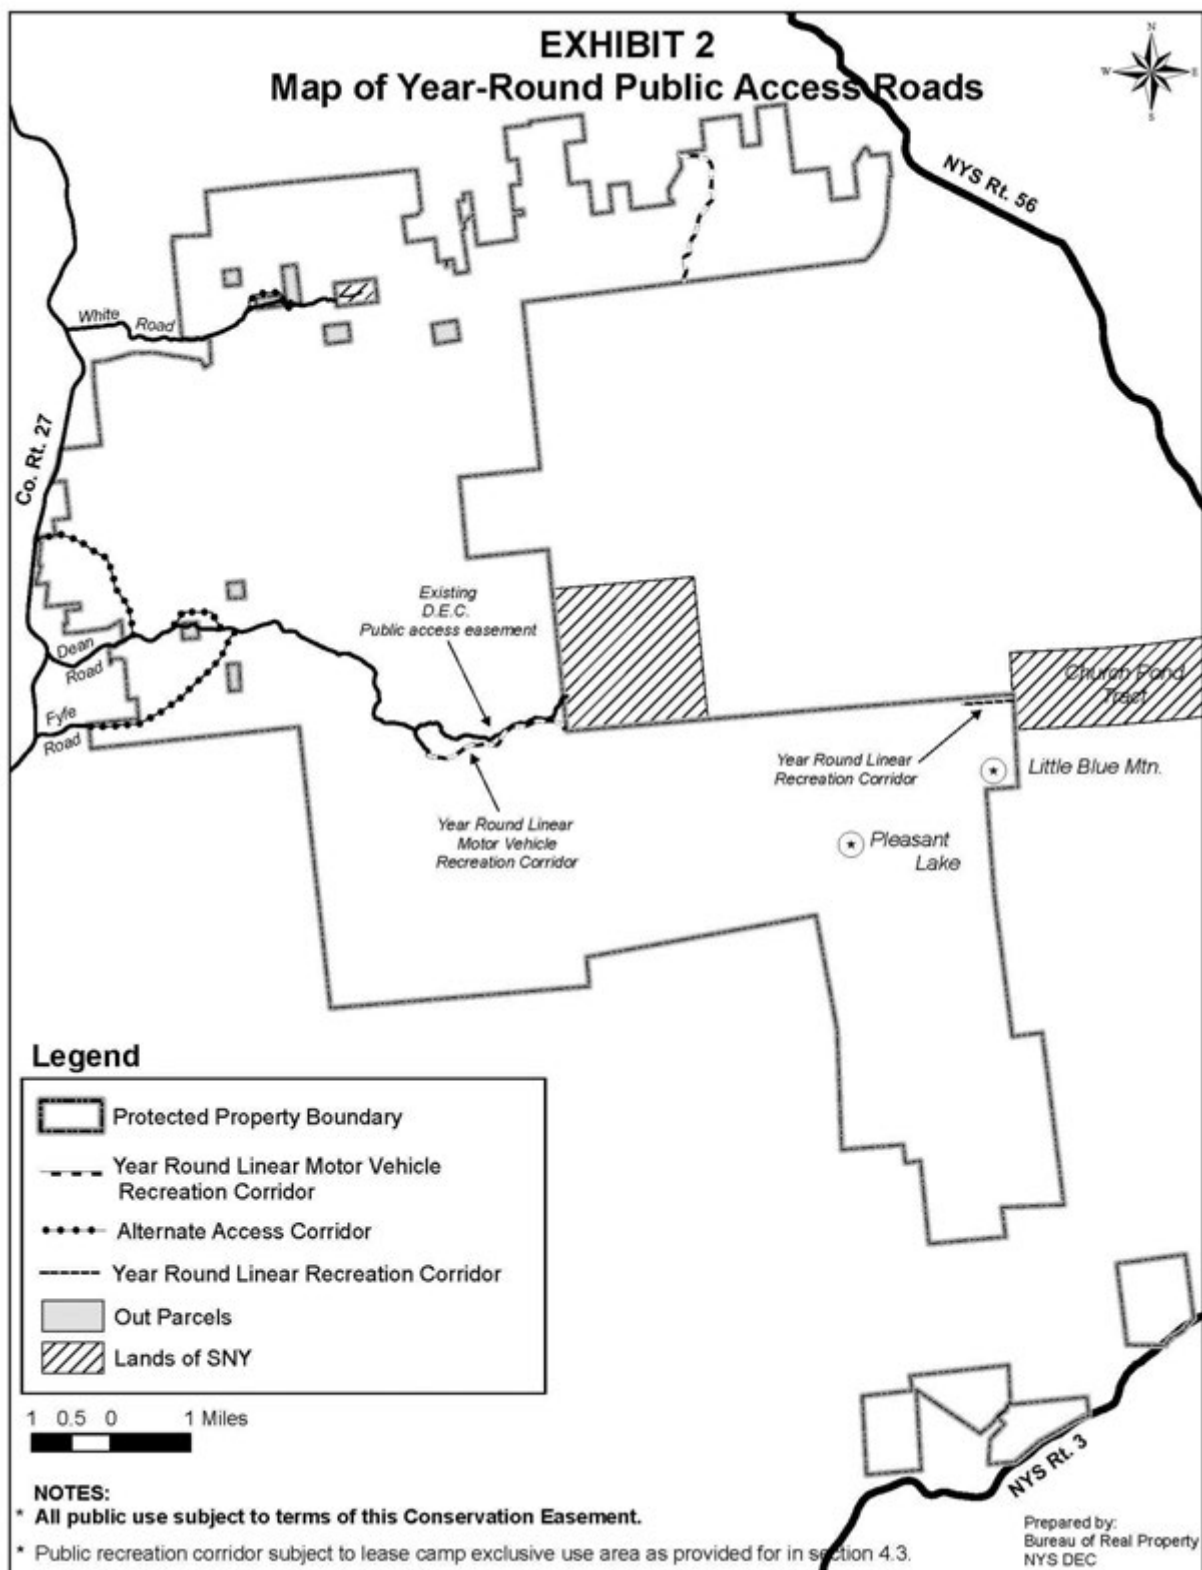 EXHIBIT 2
Map of Year-Round Public Access Roads
N
W
E
S
NYS Rt. 56
White Road
Co. Rt. 27
Existing
D.E.C.
Public access easement
Dean
Road
Fyfe
Road
Church Pond
Tract
Year Round Linear
Recreation Corridor
Little Blue Mtn.
Year Round Linear
Motor Vehicle
Recreation Corridor
Pleasant
Lake
Legend
Protected Property Boundary
Year Round Linear Motor Vehicle
Recreation Corridor
Alternate Access Corridor
Year Round Linear Recreation Corridor
Out Parcels
Lands of SNY
1 0.5 0 1 Miles
NYS Rt. 3
NOTES:
* All public use subject to terms of this Conservation Easement.
* Public recreation corridor subject to lease camp exclusive use area as provided for in section 4.3.
Prepared by:
Bureau of Real Property
NYS DEC